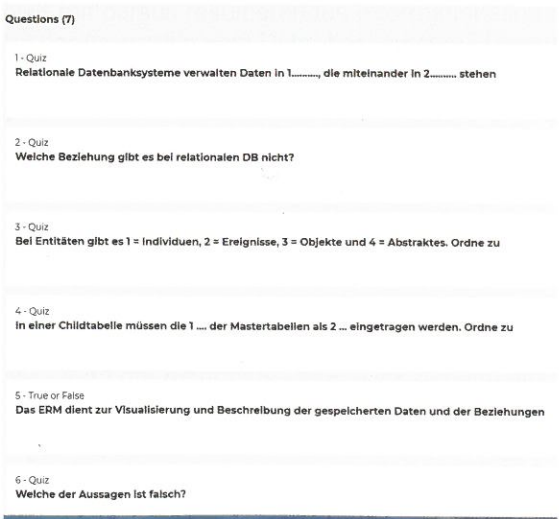 Questions (7)
1 - Quiz
Relationale Datenbanksysteme verwalten Daten in 1.........., die miteinander in 2.......... stehen
2 - Quiz
Welche Beziehung gibt es bei relationalen DB nicht?
3 - Quiz
Bei Entitäten gibt es 1 = Individuen, 2 = Ereignisse, 3 = Objekte und 4 = Abstraktes. Ordne zu
4 - Quiz
In einer Childtabelle müssen die 1 .... der Mastertabellen als 2 ... eingetragen werden. Ordne zu
5 - True or False
Das ERM dient zur Visualisierung und Beschreibung der gespeicherten Daten und der Beziehungen
6 - Quiz
Welche der Aussagen ist falsch?